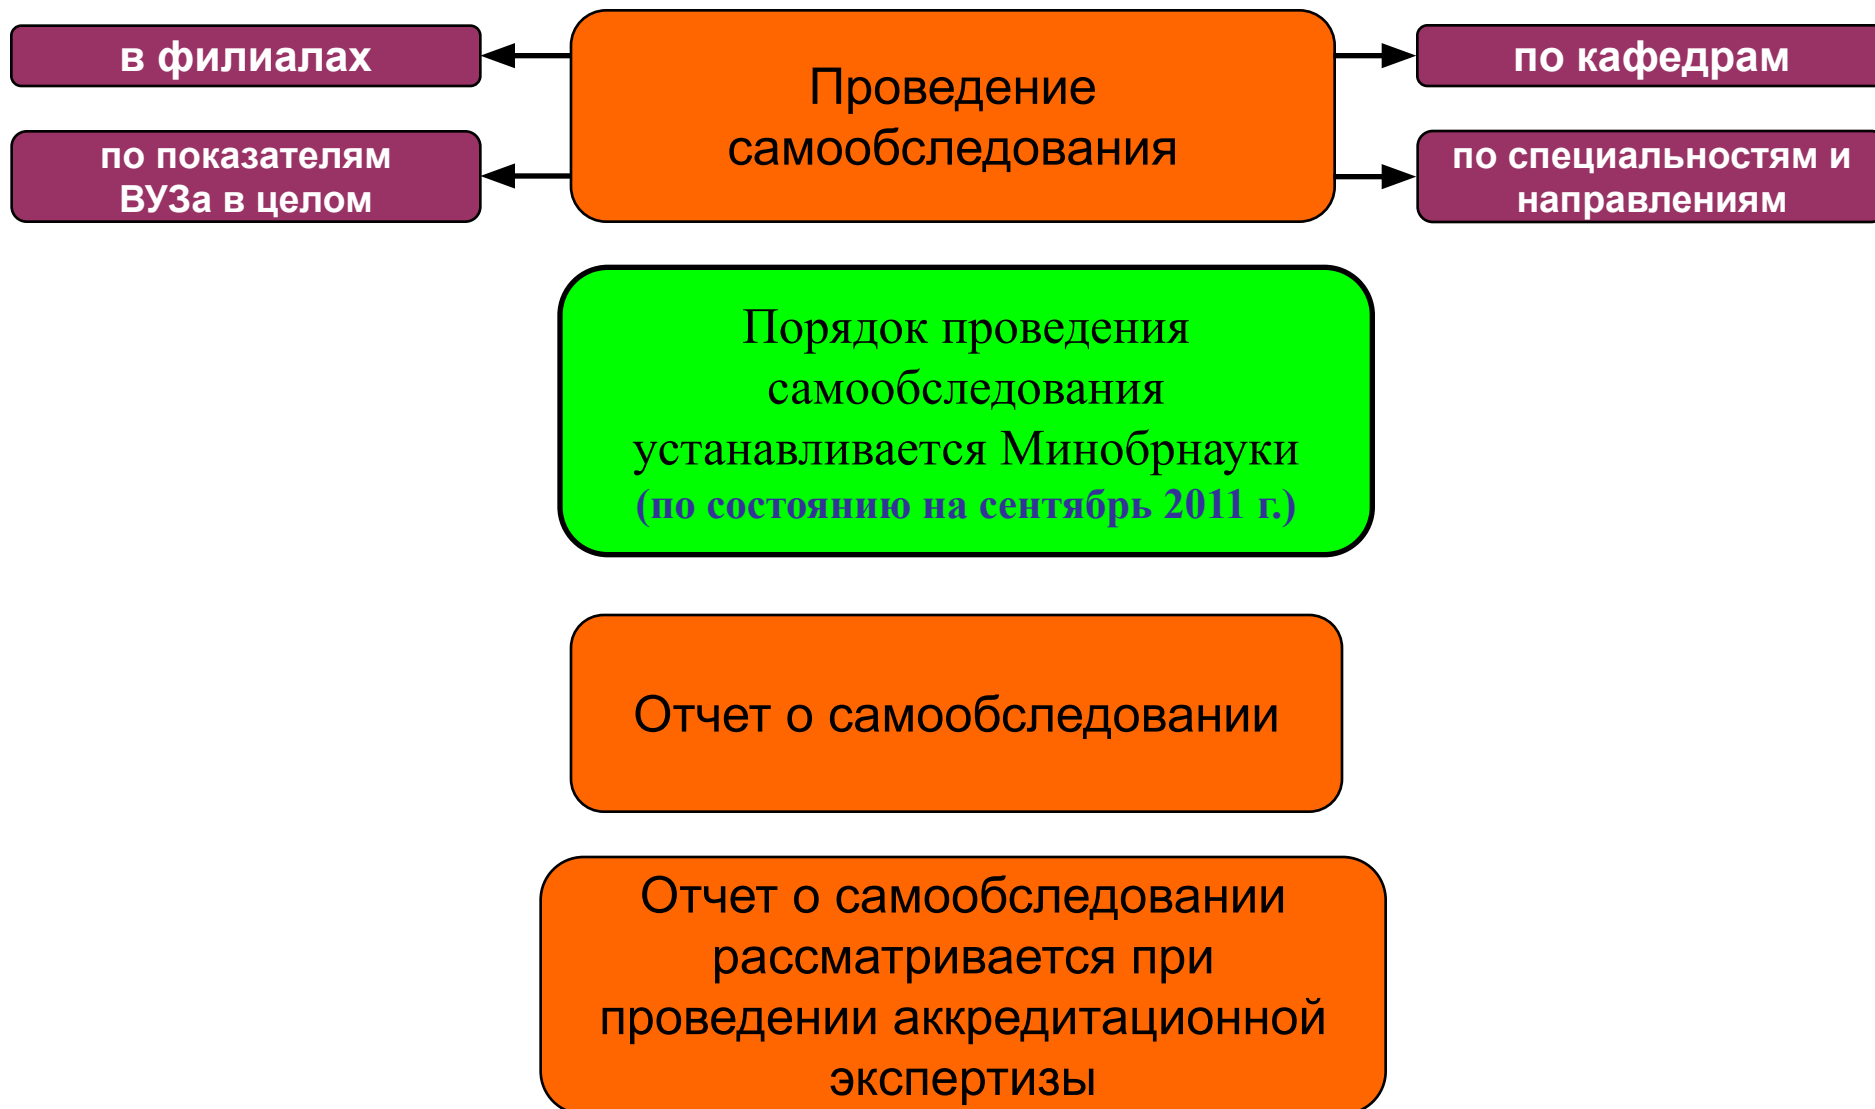 в филиалах
по показателям
ВУЗа в целом
Проведение
самообследования
по кафедрам
по специальностям и
направлениям
Порядок проведения
самообследования
устанавливается Минобрнауки
(по состоянию на сентябрь 2011 г.)
Отчет о самообследовании
Отчет о самообследовании
рассматривается при
проведении аккредитационной
экспертизы